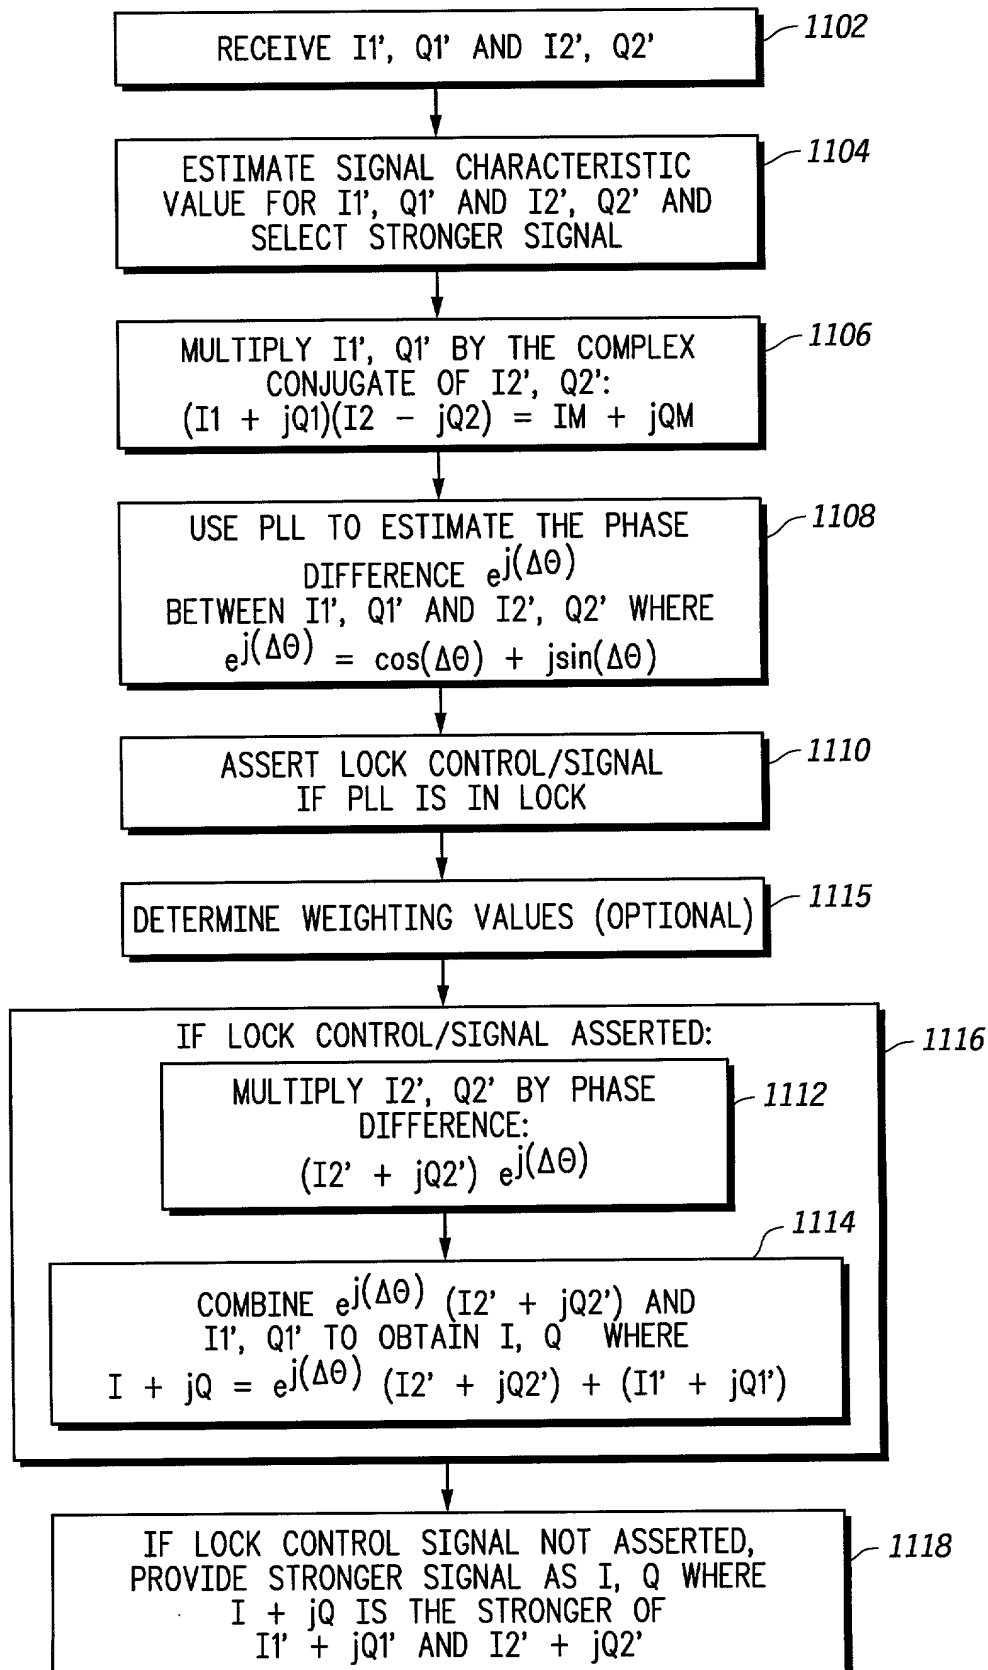 RECEIVE I1', Q1' AND I2', Q2'
1102
ESTIMATE SIGNAL CHARACTERISTIC
VALUE FOR I1', Q1' AND I2', Q2' AND
SELECT STRONGER SIGNAL
1104
MULTIPLY I1', Q1' BY THE COMPLEX
CONJUGATE OF I2', Q2':
(I1 + jQ1)(I2 − jQ2) = IM + jQM
1106
USE PLL TO ESTIMATE THE PHASE
DIFFERENCE e^j(ΔΘ)
BETWEEN I1', Q1' AND I2', Q2' WHERE
e^j(ΔΘ) = cos(ΔΘ) + jsin(ΔΘ)
1108
ASSERT LOCK CONTROL/SIGNAL
IF PLL IS IN LOCK
1110
DETERMINE WEIGHTING VALUES (OPTIONAL)
1115
IF LOCK CONTROL/SIGNAL ASSERTED:
1116
MULTIPLY I2', Q2' BY PHASE
DIFFERENCE:
(I2' + jQ2') e^j(ΔΘ)
1112
1114
COMBINE e^j(ΔΘ) (I2' + jQ2') AND
I1', Q1' TO OBTAIN I, Q WHERE
I + jQ = e^j(ΔΘ) (I2' + jQ2') + (I1' + jQ1')
IF LOCK CONTROL SIGNAL NOT ASSERTED,
PROVIDE STRONGER SIGNAL AS I, Q WHERE
I + jQ IS THE STRONGER OF
I1' + jQ1' AND I2' + jQ2'
1118